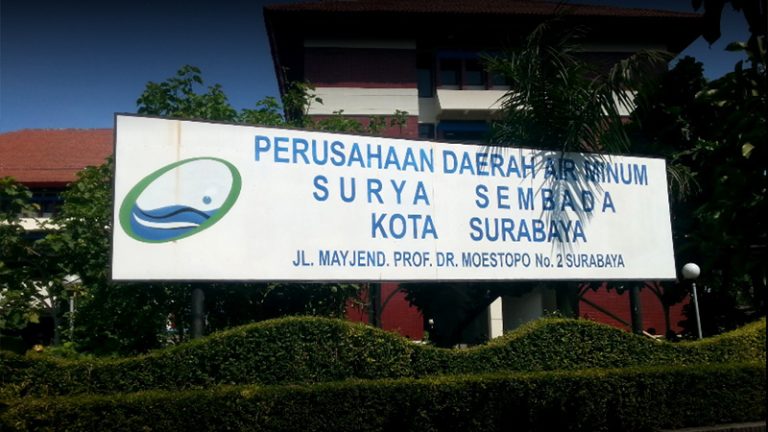 PERUSAHAAN DAERAH AIR MINUM
SURYA SEMBADA
KOTA SURABAYA
JL. MAYJEND. PROF. DR. MOESTOPO No. 2 SURABAYA